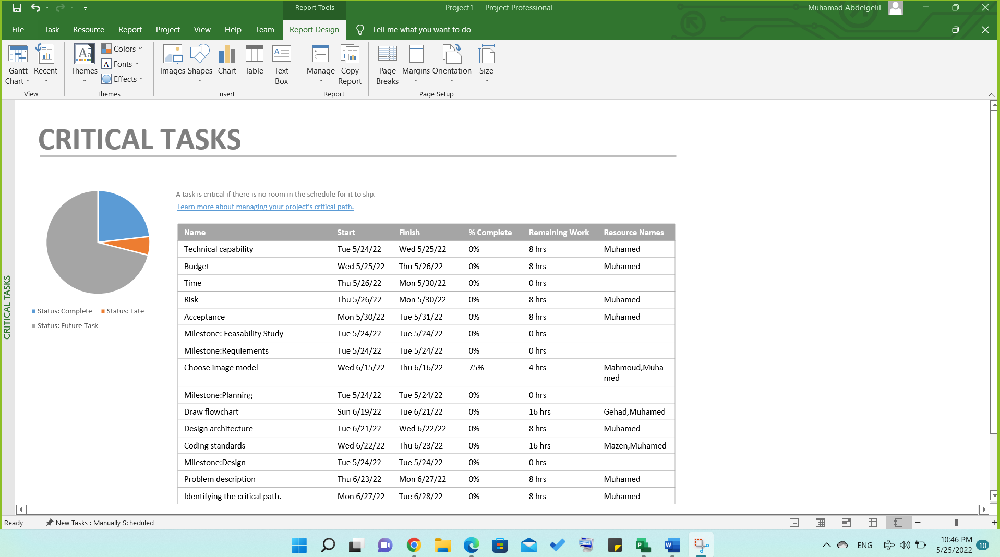 Report Tools
Project1 - Project Professional
Muhamad Abdelgelil
File Task Resource Report Project View Help Team Report Design Tell me what you want to do
Gantt Chart
Recent
View
Themes
Colors
Fonts
Effects
Themes
Images
Shapes
Chart
Table
Text Box
Insert
Manage
Copy Report
Report
Page Breaks
Margins
Orientation
Size
Page Setup
CRITICAL TASKS
CRITICAL TASKS
Status: Complete Status: Late
Status: Future Task
A task is critical if there is no room in the schedule for it to slip.
Learn more about managing your project's critical path.
Name Start Finish % Complete Remaining Work Resource Names
Technical capability Tue 5/24/22 Wed 5/25/22 0% 8 hrs Muhamed
Budget Wed 5/25/22 Thu 5/26/22 0% 8 hrs Muhamed
Time Thu 5/26/22 Mon 5/30/22 0% 0 hrs
Risk Thu 5/26/22 Mon 5/30/22 0% 8 hrs Muhamed
Acceptance Mon 5/30/22 Tue 5/31/22 0% 8 hrs Muhamed
Milestone: Feasability Study Tue 5/24/22 Tue 5/24/22 0% 0 hrs
Milestone:Requiements Tue 5/24/22 Tue 5/24/22 0% 0 hrs
Choose image model Wed 6/15/22 Thu 6/16/22 75% 4 hrs Mahmoud,Muha
med
Milestone:Planning Tue 5/24/22 Tue 5/24/22 0% 0 hrs
Draw flowchart Sun 6/19/22 Tue 6/21/22 0% 16 hrs Gehad,Muhamed
Design architecture Tue 6/21/22 Wed 6/22/22 0% 8 hrs Muhamed
Coding standards Wed 6/22/22 Thu 6/23/22 0% 16 hrs Mazen,Muhamed
Milestone:Design Tue 5/24/22 Tue 5/24/22 0% 0 hrs
Problem description Thu 6/23/22 Mon 6/27/22 0% 8 hrs Muhamed
Identifying the critical path. Mon 6/27/22 Tue 6/28/22 0% 8 hrs Muhamed
Ready New Tasks : Manually Scheduled
ENG
10:46 PM
5/25/2022
10